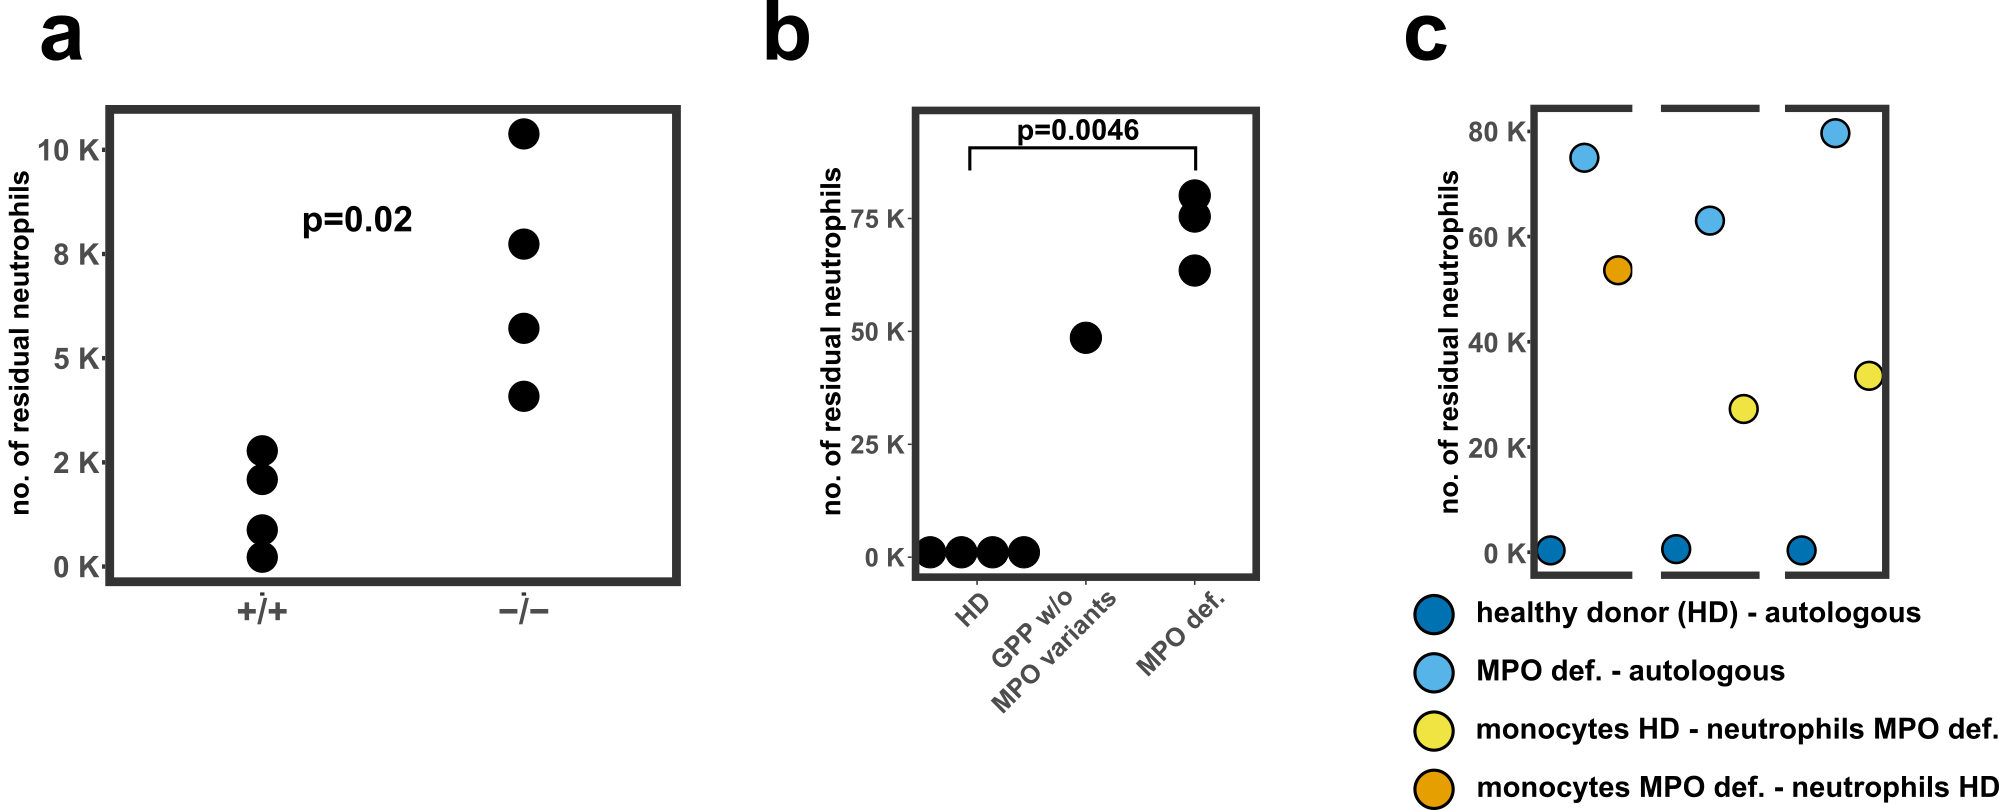 a
no. of residual neutrophils
10 K
8 K
5 K
2 K
0 K
p=0.02
+/+
−/−
b
no. of residual neutrophils
75 K
50 K
25 K
0 K
p=0.0046
HD
GPP w/o
MPO variants
MPO def.
c
no. of residual neutrophils
80 K
60 K
40 K
20 K
0 K
healthy donor (HD) - autologous
MPO def. - autologous
monocytes HD - neutrophils MPO def.
monocytes MPO def. - neutrophils HD